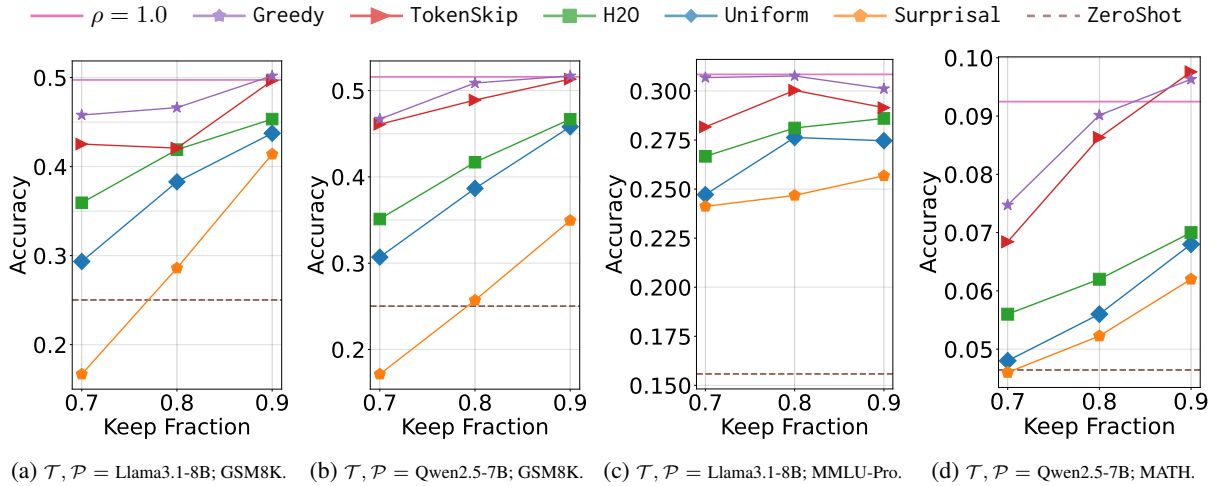 ρ = 1.0 Greedy TokenSkip H2O Uniform Surprisal ZeroShot
0.5
0.4
0.3
0.2
Accuracy
0.7 0.8 0.9
Keep Fraction
(a) 𝒯, 𝒫 = Llama3.1-8B; GSM8K.
0.5
0.4
0.3
0.2
Accuracy
0.7 0.8 0.9
Keep Fraction
(b) 𝒯, 𝒫 = Qwen2.5-7B; GSM8K.
0.300
0.275
0.250
0.225
0.200
0.175
0.150
Accuracy
0.7 0.8 0.9
Keep Fraction
(c) 𝒯, 𝒫 = Llama3.1-8B; MMLU-Pro.
0.10
0.09
0.08
0.07
0.06
0.05
Accuracy
0.7 0.8 0.9
Keep Fraction
(d) 𝒯, 𝒫 = Qwen2.5-7B; MATH.